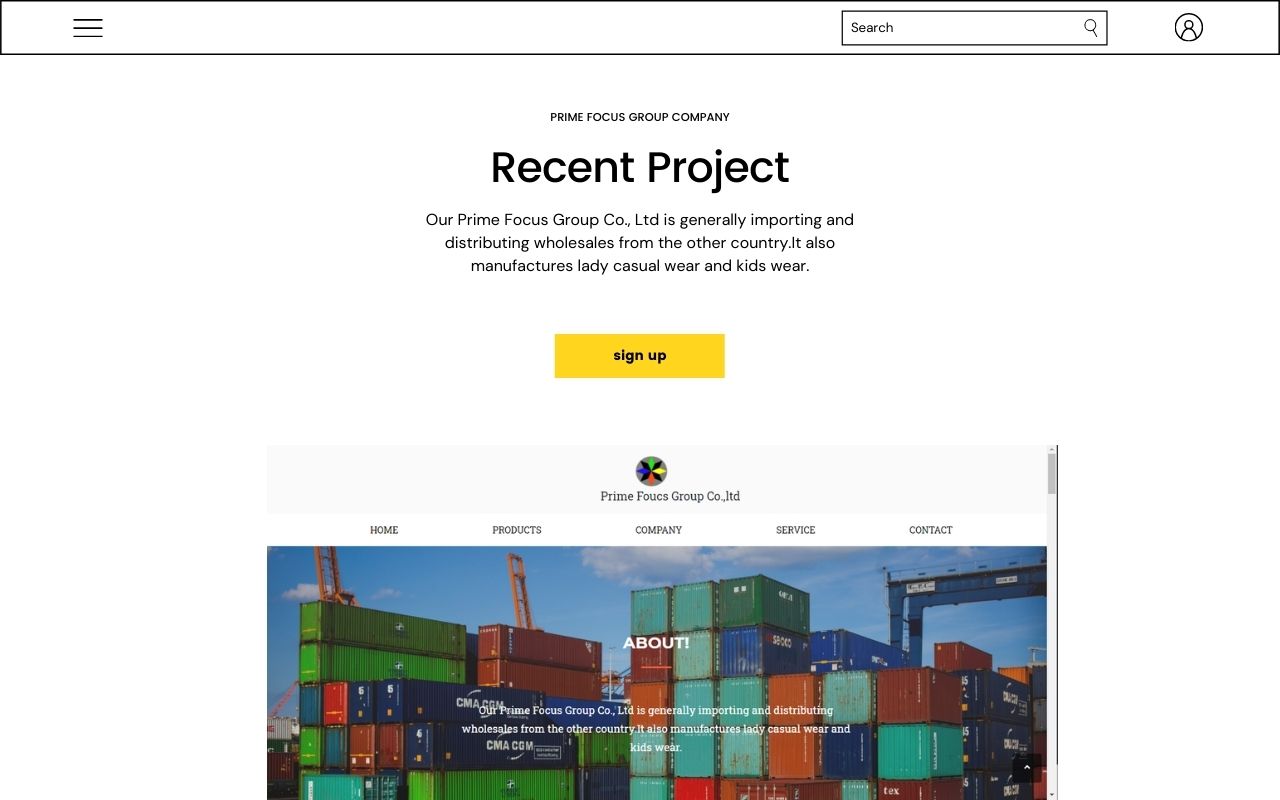 Search
PRIME FOCUS GROUP COMPANY
Recent Project
Our Prime Focus Group Co., Ltd is generally importing and
distributing wholesales from the other country.It also
manufactures lady casual wear and kids wear.
sign up
Prime Foucs Group Co.,ltd
HOME PRODUCTS COMPANY SERVICE CONTACT
ABOUT!
Our Prime Focus Group Co., Ltd is generally importing and distributing
wholesales from the other country.It also manufactures lady casual wear and
kids wear.
CMA CGM
CMA CGM
seaco
tex